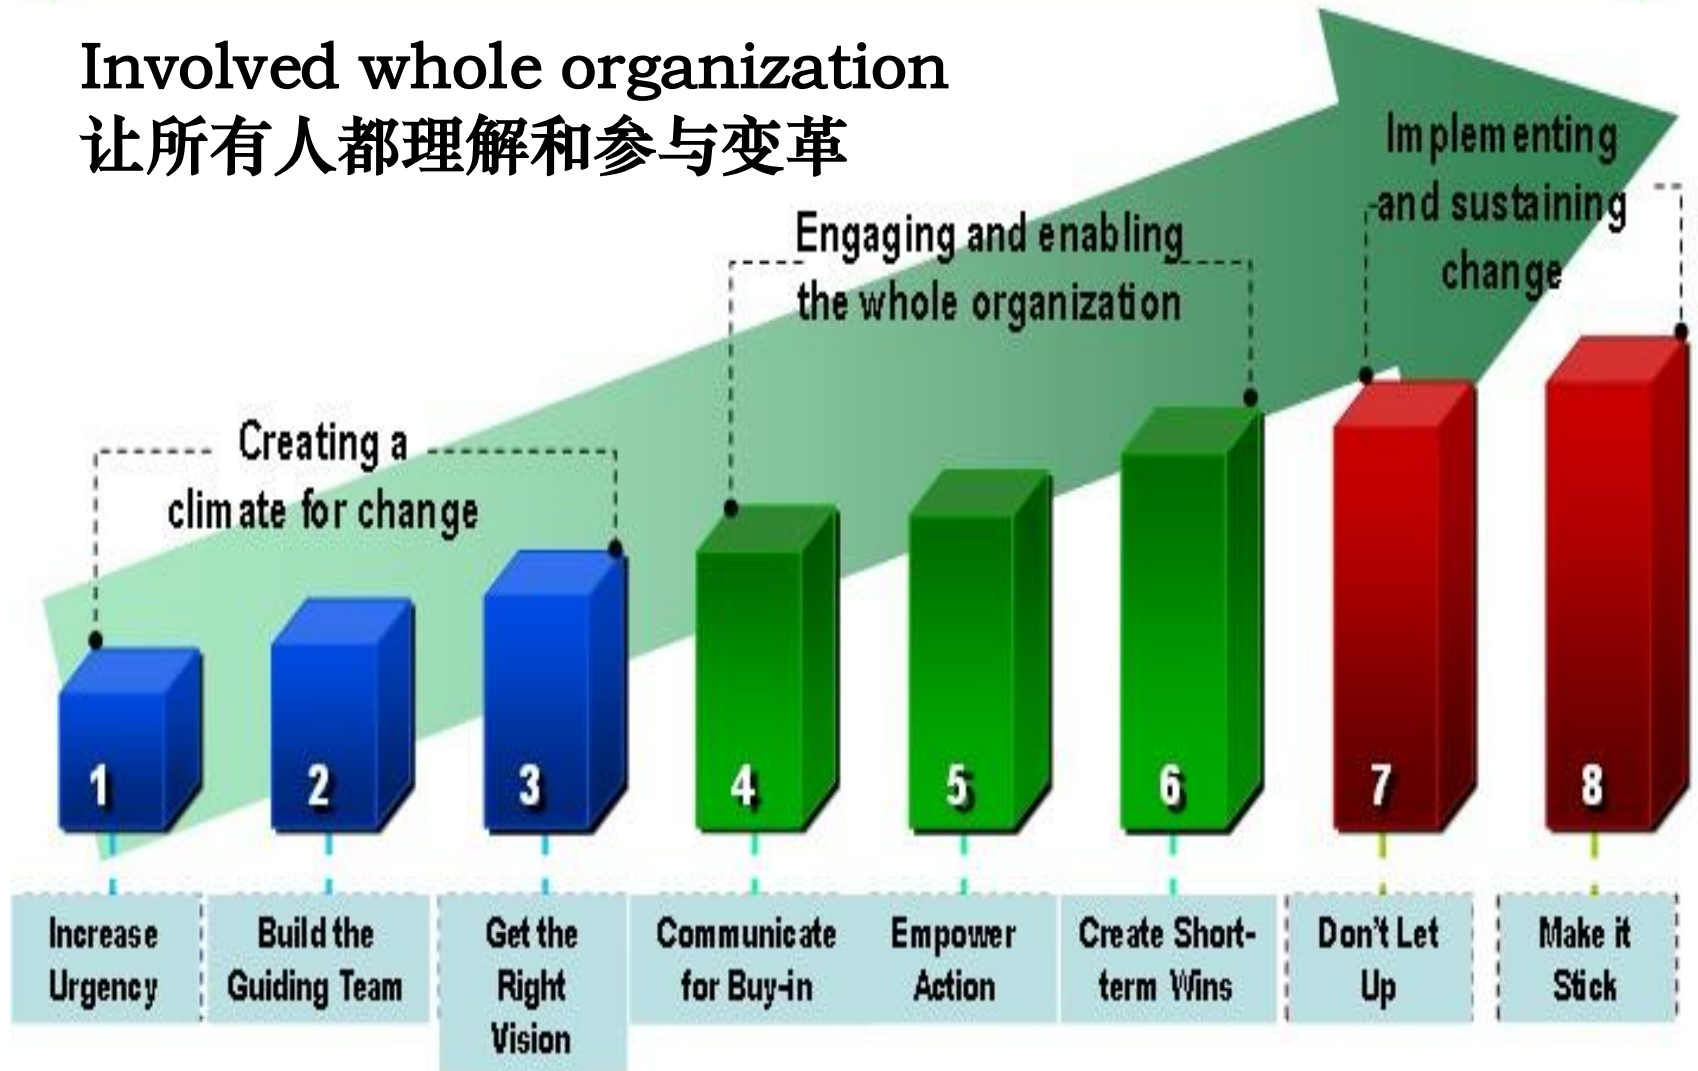 Involved whole organization
让所有人都理解和参与变革
Implementing
and sustaining
change
Engaging and enabling
the whole organization
Creating a
climate for change
1
2
3
4
5
6
7
8
Increase
Urgency
Build the
Guiding Team
Get the
Right
Vision
Communicate
for Buy-in
Empower
Action
Create Short-
term Wins
Don't Let
Up
Make it
Stick